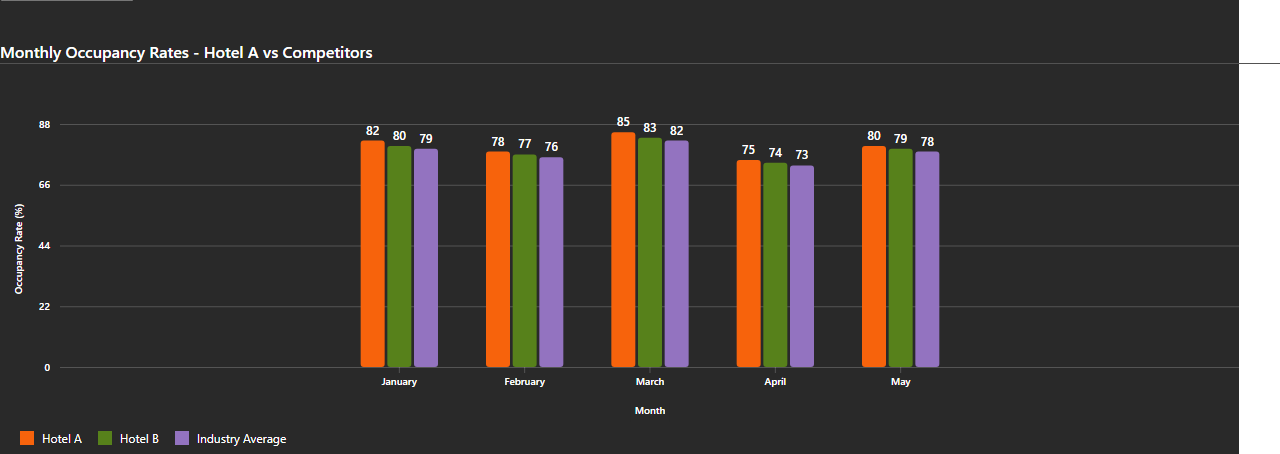 Monthly Occupancy Rates - Hotel A vs Competitors
88
66
44
22
0
Occupancy Rate (%)
82 80 79
78 77 76
85 83 82
75 74 73
80 79 78
January February March April May
Month
Hotel A Hotel B Industry Average